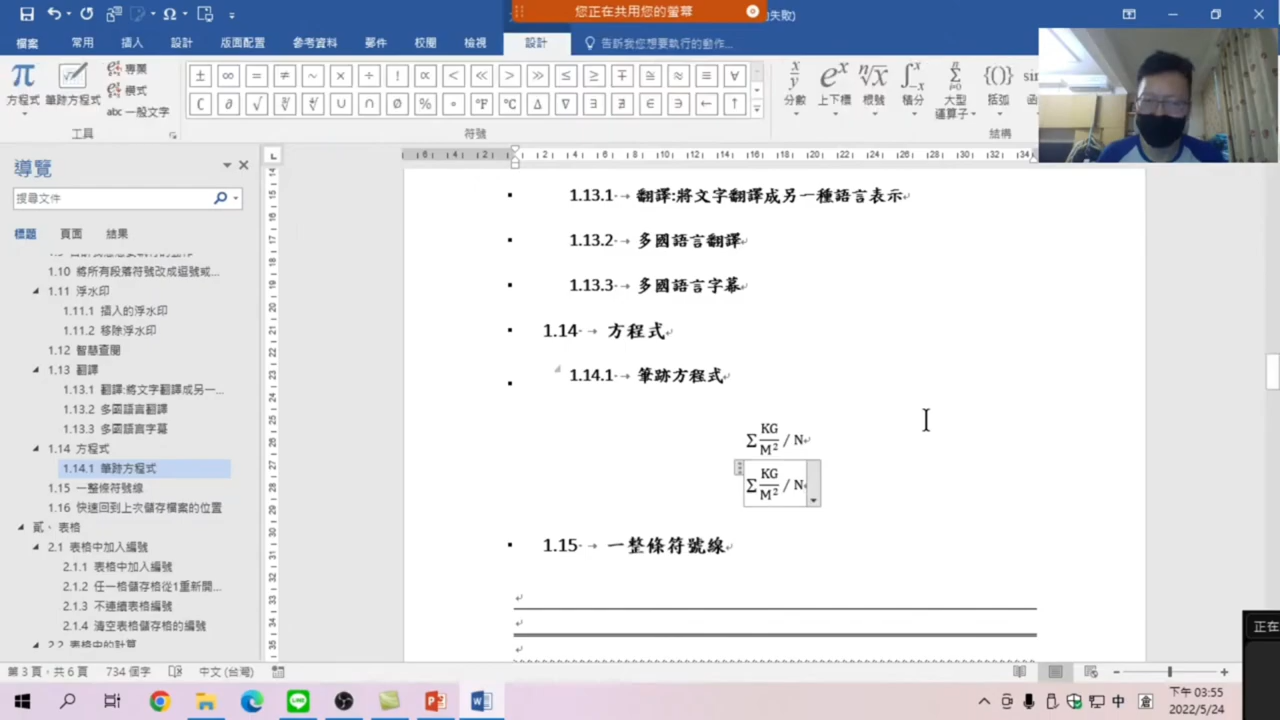 您正在共用您的螢幕
的失敗)
檔案 常用 插入 設計 版面配置 參考資料 郵件 校閱 檢視 設計 告訴我您想要執行的動作...
π √ 專業 ± ∞ = ≠ ~ × ÷ ! ∝ < ≪ > ≫ ≤ ≥ ∓ ≅ ≈ ≡ ∀
方程式 筆跡方程式 模式 分數 上下標 根號 積分 大型運算子 括弧
abc 一般文字 ∁ ∂ √ ∛ ∜ ∪ ∩ ∅ % ° ℉ ℃ ∆ ∇ ∃ ∄ ∈ ∋ ← ↑
工具 符號 結構
導覽
搜尋文件
標題 頁面 結果
1.10 將所有段落符號改成逗號或...
1.11 浮水印
1.11.1 插入的浮水印
1.11.2 移除浮水印
1.12 智慧查閱
1.13 翻譯
1.13.1 翻譯:將文字翻譯成另一...
1.13.2 多國語言翻譯
1.13.3 多國語言字幕
1.14 方程式
1.14.1 筆跡方程式
1.15 一整條符號線
1.16 快速回到上次儲存檔案的位置
貳、表格
2.1 表格中加入編號
2.1.1 表格中加入編號
2.1.2 任一格儲存格從1重新開...
2.1.3 不連續表格編號
2.1.4 清空表格儲存格的編號
2.2 表格中的計算
1.13.1 翻譯:將文字翻譯成另一種語言表示
1.13.2 多國語言翻譯
1.13.3 多國語言字幕
1.14 方程式
1.14.1 筆跡方程式
∑ KG/M² / N
∑ KG/M² / N
1.15 一整條符號線
正在
第 3 頁，共 6 頁 734 個字 中文 (台灣)
中 倉 下午 03:55
2022/5/24